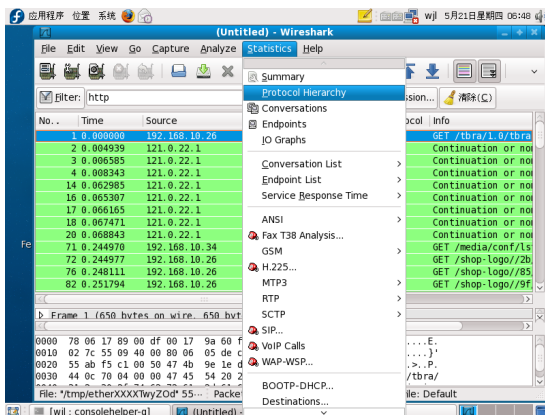 应用程序 位置 系统 wjl 5月21日星期四 06:48
(Untitled) - Wireshark
File Edit View Go Capture Analyze Statistics Help
Summary
Protocol Hierarchy
Conversations
Endpoints
IO Graphs
Conversation List
Endpoint List
Service Response Time
ANSI
Fax T38 Analysis...
GSM
H.225...
MTP3
RTP
SCTP
SIP...
VoIP Calls
WAP-WSP...
BOOTP-DHCP...
Destinations...
Filter: http ssion... 清除(C)
No. . Time Source ocol Info
1 0.000000 192.168.10.26 GET /tbra/1.0/tbra
2 0.004939 121.0.22.1 Continuation or non
3 0.006585 121.0.22.1 Continuation or non
4 0.008343 121.0.22.1 Continuation or non
14 0.062985 121.0.22.1 Continuation or non
16 0.065307 121.0.22.1 Continuation or non
17 0.066165 121.0.22.1 Continuation or non
18 0.067471 121.0.22.1 Continuation or non
20 0.068843 121.0.22.1 Continuation or non
71 0.244970 192.168.10.34 GET /media/conf/ls
72 0.244977 192.168.10.26 GET /shop-logo//2b
76 0.248111 192.168.10.26 GET /shop-logo//85
82 0.251794 192.168.10.26 GET /shop-logo//9f
Fe
Frame 1 (650 bytes on wire, 650 byt
0000 78 06 17 89 00 df 00 17 9a 60 f ....E.
0010 02 7c 55 09 40 00 80 06 05 de c ....}'
0020 55 ab f5 c1 00 50 47 4b 9e 1e d .>..P.
0030 44 0c 70 04 00 00 47 45 54 20 2 /tbra/
File: "/tmp/etherXXXXTwyZOd" 55··· Packe ile: Default
[wjl : consolehelper-g] (Untitled) -